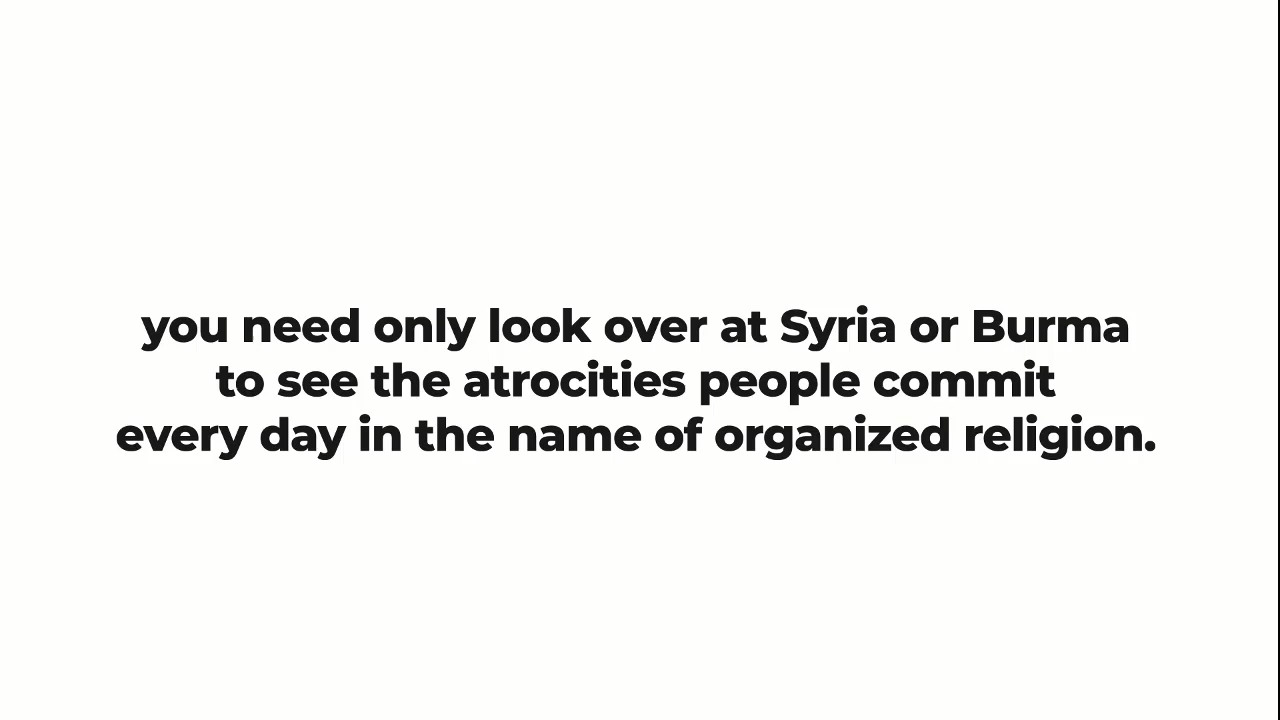 you need only look over at Syria or Burma
to see the atrocities people commit
every day in the name of organized religion.